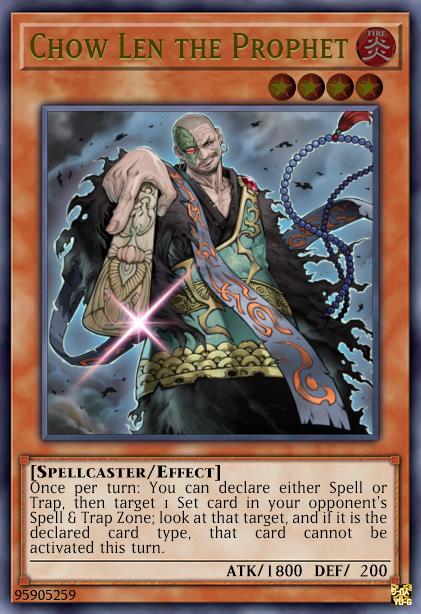 Chow Len the Prophet
FIRE
炎
[Spellcaster/Effect]
Once per turn: You can declare either Spell or
Trap, then target 1 Set card in your opponent's
Spell & Trap Zone; look at that target, and if it is the
declared card type, that card cannot be
activated this turn.
ATK/1800 DEF/ 200
95905259